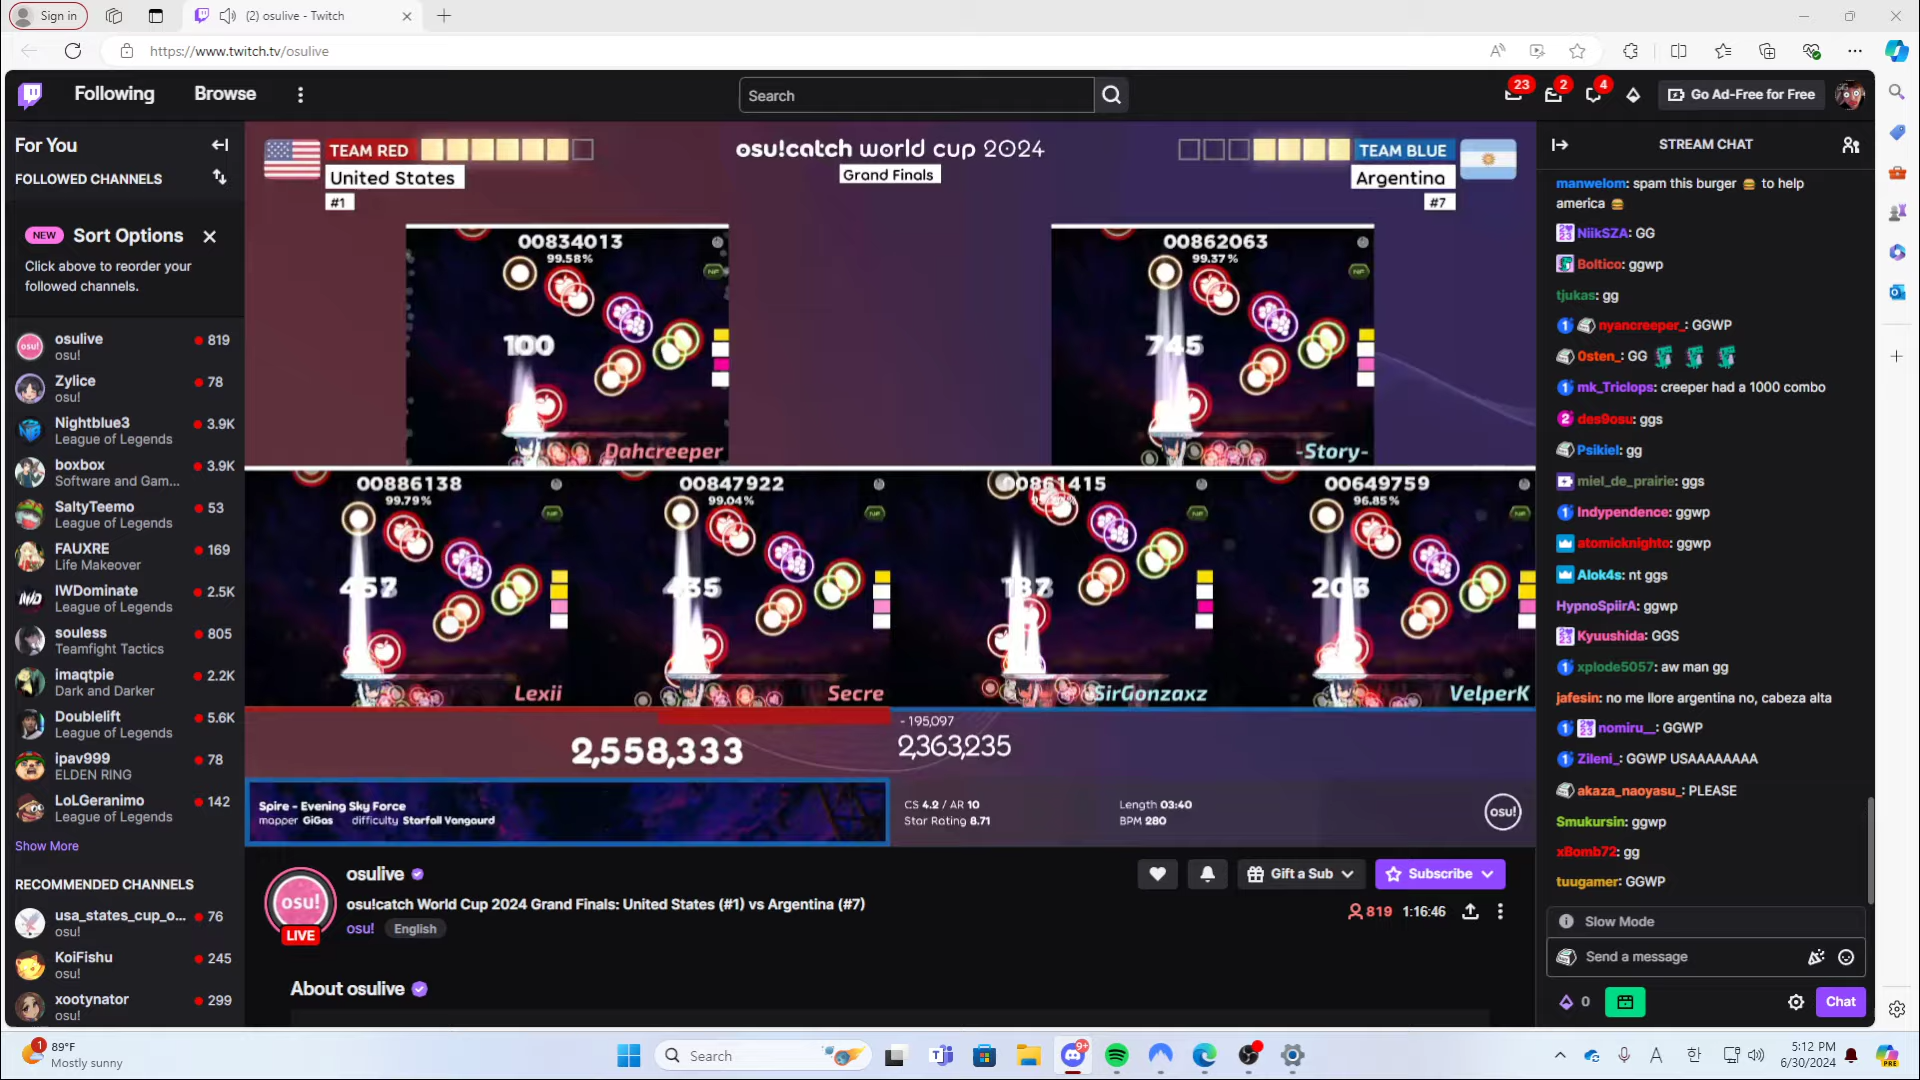 Sign in
(2) osulive - Twitch
https://www.twitch.tv/osulive
Following
Browse
Search
23
2
4
Go Ad-Free for Free
For You
FOLLOWED CHANNELS
NEW Sort Options
Click above to reorder your
followed channels.
osulive 819
osu!
Zylice 78
osu!
Nightblue3 3.9K
League of Legends
boxbox 3.9K
Software and Gam...
SaltyTeemo 53
League of Legends
FAUXRE 169
Life Makeover
IWDominate 2.5K
League of Legends
souless 805
Teamfight Tactics
imaqtpie 2.2K
Dark and Darker
Doublelift 5.6K
League of Legends
ipav999 78
ELDEN RING
LoLGeranimo 142
League of Legends
Show More
RECOMMENDED CHANNELS
usa_states_cup_o... 76
osu!
KoiFishu 245
osu!
xootynator 299
osu!
TEAM RED
United States
#1
osu!catch world cup 2024
Grand Finals
TEAM BLUE
Argentina
#7
00834013
99.58%
100
Dahcreeper
00862063
99.37%
745
-Story-
00886138
99.79%
Lexii
00847922
99.04%
Secre
00861415
SirGonzaxz
00649759
96.85%
VelperK
2,558,333
- 195,097
2,363,235
Spire - Evening Sky Force
mapper GiGas difficulty Starfall Vangaurd
CS 4.2 / AR 10
Star Rating 8.71
Length 03:40
BPM 280
osu!
osu!
LIVE
osulive
osu!catch World Cup 2024 Grand Finals: United States (#1) vs Argentina (#7)
osu! English
Gift a Sub
Subscribe
819 1:16:46
About osulive
STREAM CHAT
manwelom: spam this burger 🍔 to help
america 🍔
NiikSZA: GG
Boltico: ggwp
tjukas: gg
nyancreeper_: GGWP
0sten_: GG
mk_Triclops: creeper had a 1000 combo
des9osu: ggs
Psikiel: gg
miel_de_prairie: ggs
Indypendence: ggwp
atomicknighto: ggwp
Alok4s: nt ggs
HypnoSpiirA: ggwp
Kyuushida: GGS
xplode5057: aw man gg
jafesin: no me llore argentina no, cabeza alta
nomiru__: GGWP
Zileni_: GGWP USAAAAAAAA
akaza_naoyasu_: PLEASE
Smukursin: ggwp
xBomb72: gg
tuugamer: GGWP
Slow Mode
Send a message
0
Chat
1
89°F
Mostly sunny
Search
9+
A
한
5:12 PM
6/30/2024
PRE